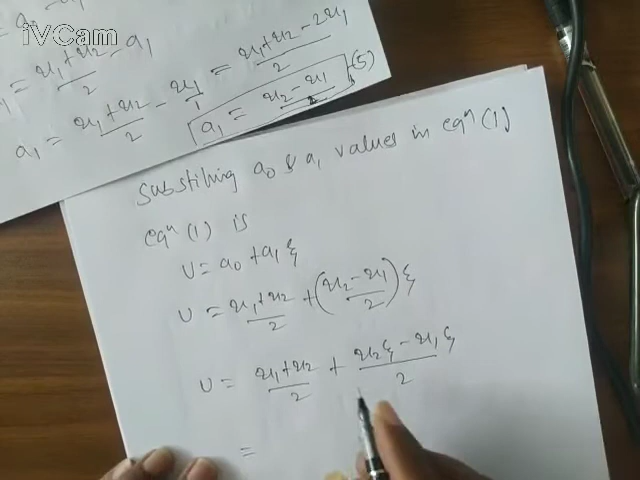 iVCam
= u1+u2/2 - a1
a1 = u1+u2/2 - u1/1 = u1+u2-2u1/2
a1 = u2-u1/2 -(5)
Substituing a0 & a1 values in eqn (1)
eqn (1) is
U = a0 + a1 ξ
U = u1+u2/2 + (u2-u1/2) ξ
U = u1+u2/2 + u2ξ - u1ξ/2
=